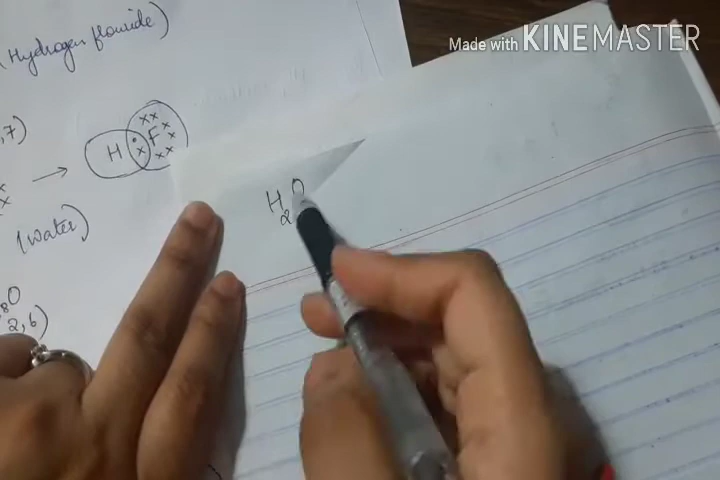 Made with KINEMASTER
(Hydrogen flouride)
,7)
H F
(Water)
H2O
8O
2,6)